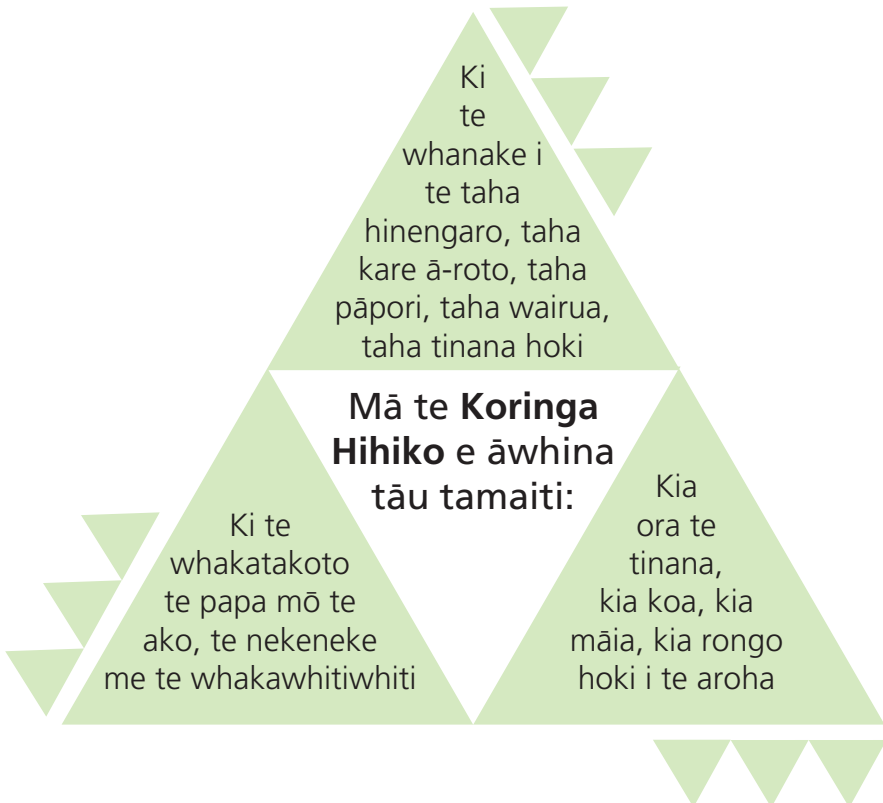 Ki
te
whanake i
te taha
hinengaro, taha
kare ā-roto, taha
pāpori, taha wairua,
taha tinana hoki
Mā te Koringa
Hihiko e āwhina
tāu tamaiti:
Ki te
whakatakoto
te papa mō te
ako, te nekeneke
me te whakawhitiwhiti
Kia
ora te
tinana,
kia koa, kia
māia, kia rongo
hoki i te aroha